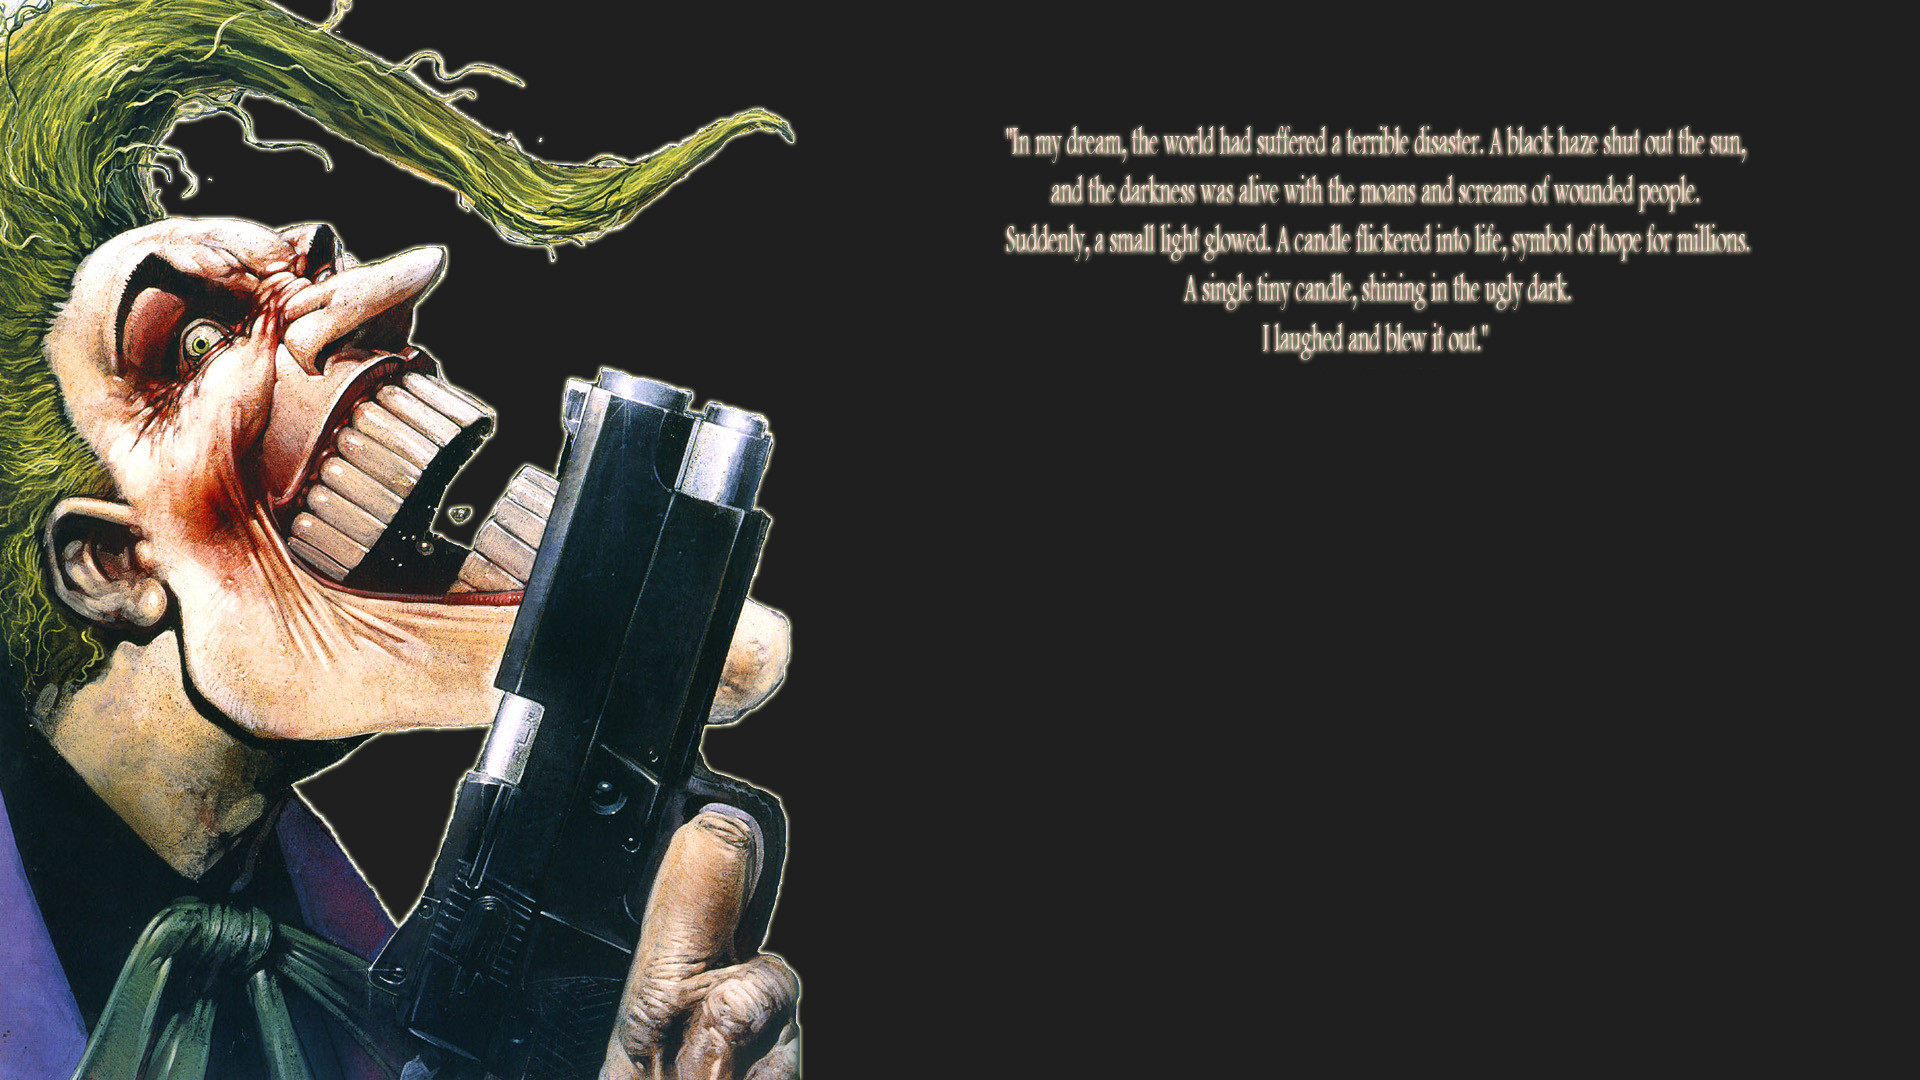 "In my dream, the world had suffered a terrible disaster. A black haze shut out the sun,
and the darkness was alive with the moans and screams of wounded people.
Suddenly, a small light glowed. A candle flickered into life, symbol of hope for millions.
A single tiny candle, shining in the ugly dark.
I laughed and blew it out."